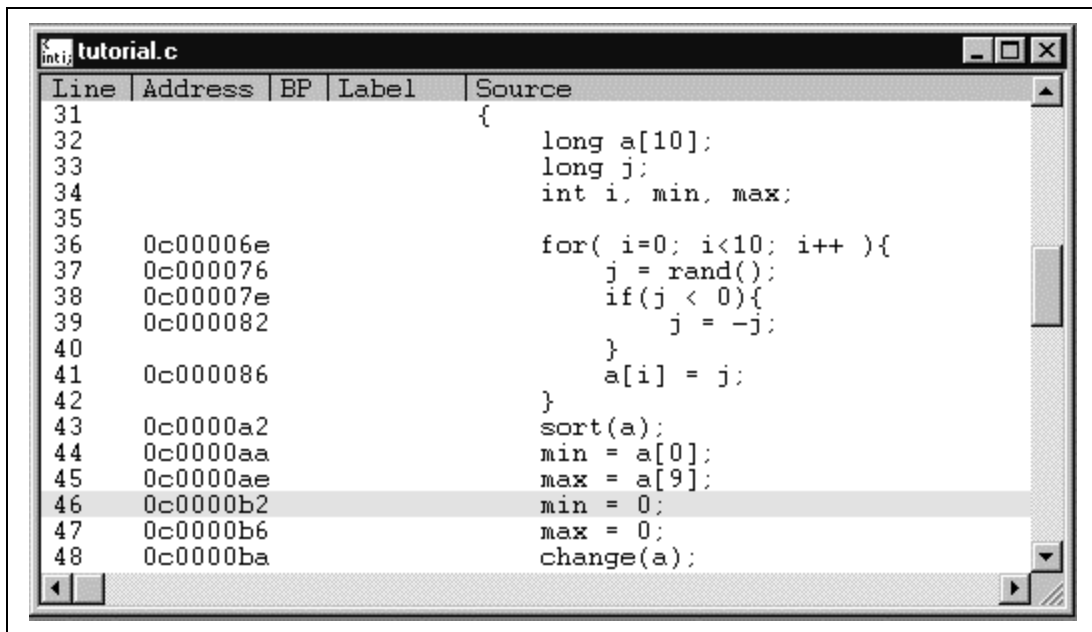 int i; tutorial.c
Line Address BP Label Source
31 {
32 long a[10];
33 long j;
34 int i, min, max;
35
36 0c00006e for( i=0; i<10; i++ ){
37 0c000076 j = rand();
38 0c00007e if(j < 0){
39 0c000082 j = -j;
40 }
41 0c000086 a[i] = j;
42 }
43 0c0000a2 sort(a);
44 0c0000aa min = a[0];
45 0c0000ae max = a[9];
46 0c0000b2 min = 0;
47 0c0000b6 max = 0;
48 0c0000ba change(a);